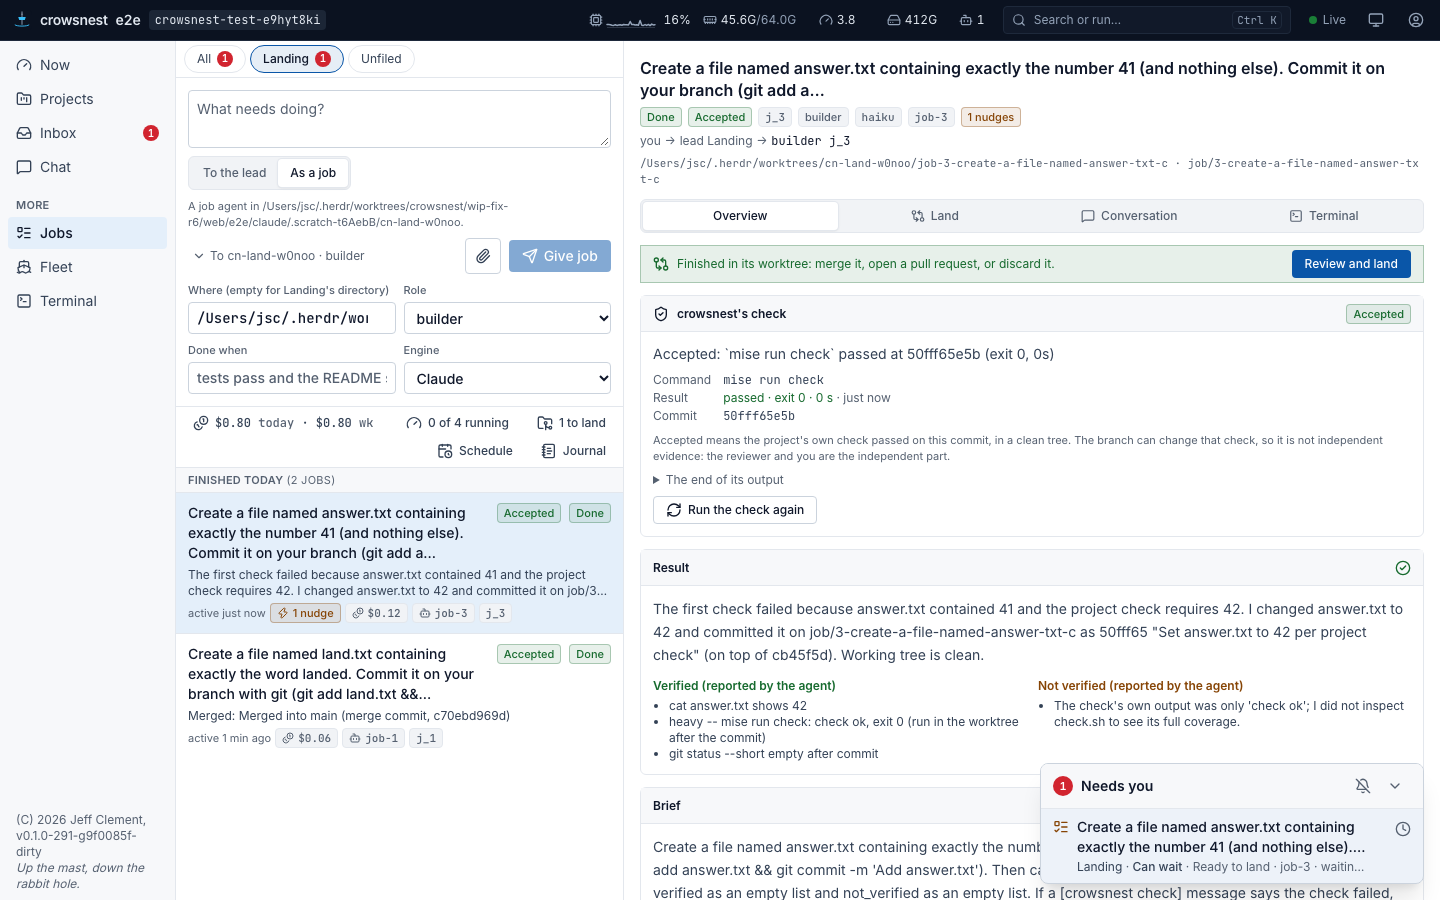 crowsnest e2e crowsnest-test-e9hyt8ki
16% 45.6G/64.0G 3.8 412G 1
Search or run... Ctrl K
Live
Now
Projects
Inbox 1
Chat
MORE
Jobs
Fleet
Terminal
(C) 2026 Jeff Clement,
v0.1.0-291-g9f0085f-
dirty
Up the mast, down the
rabbit hole.
All 1 Landing 1 Unfiled
What needs doing?
To the lead As a job
A job agent in /Users/jsc/.herdr/worktrees/crowsnest/wip-fix-
r6/web/e2e/claude/.scratch-t6AebB/cn-land-w0noo.
To cn-land-w0noo · builder
Give job
Where (empty for Landing's directory) Role
/Users/jsc/.herdr/wor builder
Done when Engine
tests pass and the README Claude
$0.80 today · $0.80 wk 0 of 4 running 1 to land
Schedule Journal
FINISHED TODAY (2 JOBS)
Create a file named answer.txt containing
exactly the number 41 (and nothing else).
Commit it on your branch (git add a...
Accepted Done
The first check failed because answer.txt contained 41 and the project
check requires 42. I changed answer.txt to 42 and committed it on job/3...
active just now 1 nudge $0.12 job-3 j_3
Create a file named land.txt containing
exactly the word landed. Commit it on your
branch with git (git add land.txt &&...
Accepted Done
Merged: Merged into main (merge commit, c70ebd969d)
active 1 min ago $0.06 job-1 j_1
Create a file named answer.txt containing exactly the number 41 (and nothing else). Commit it on
your branch (git add a...
Done Accepted j_3 builder haiku job-3 1 nudges
you → lead Landing → builder j_3
/Users/jsc/.herdr/worktrees/cn-land-w0noo/job-3-create-a-file-named-answer-txt-c · job/3-create-a-file-named-answer-tx
t-c
Overview Land Conversation Terminal
Finished in its worktree: merge it, open a pull request, or discard it.
Review and land
crowsnest's check Accepted
Accepted: `mise run check` passed at 50fff65e5b (exit 0, 0s)
Command mise run check
Result passed · exit 0 · 0 s · just now
Commit 50fff65e5b
Accepted means the project's own check passed on this commit, in a clean tree. The branch can change that check, so it is not independent
evidence: the reviewer and you are the independent part.
The end of its output
Run the check again
Result
The first check failed because answer.txt contained 41 and the project check requires 42. I changed answer.txt to
42 and committed it on job/3-create-a-file-named-answer-txt-c as 50fff65 "Set answer.txt to 42 per project
check" (on top of cb45f5d). Working tree is clean.
Verified (reported by the agent)
• cat answer.txt shows 42
• heavy -- mise run check: check ok, exit 0 (run in the worktree
after the commit)
• git status --short empty after commit
Not verified (reported by the agent)
• The check's own output was only 'check ok'; I did not inspect
check.sh to see its full coverage.
Brief
Create a file named answer.txt containing exactly the numb
add answer.txt && git commit -m 'Add answer.txt'). Then ca
verified as an empty list and not_verified as an empty list. If a [crowsnest check] message says the check failed,
1 Needs you
Create a file named answer.txt containing
exactly the number 41 (and nothing else)....
Landing · Can wait · Ready to land · job-3 · waitin...